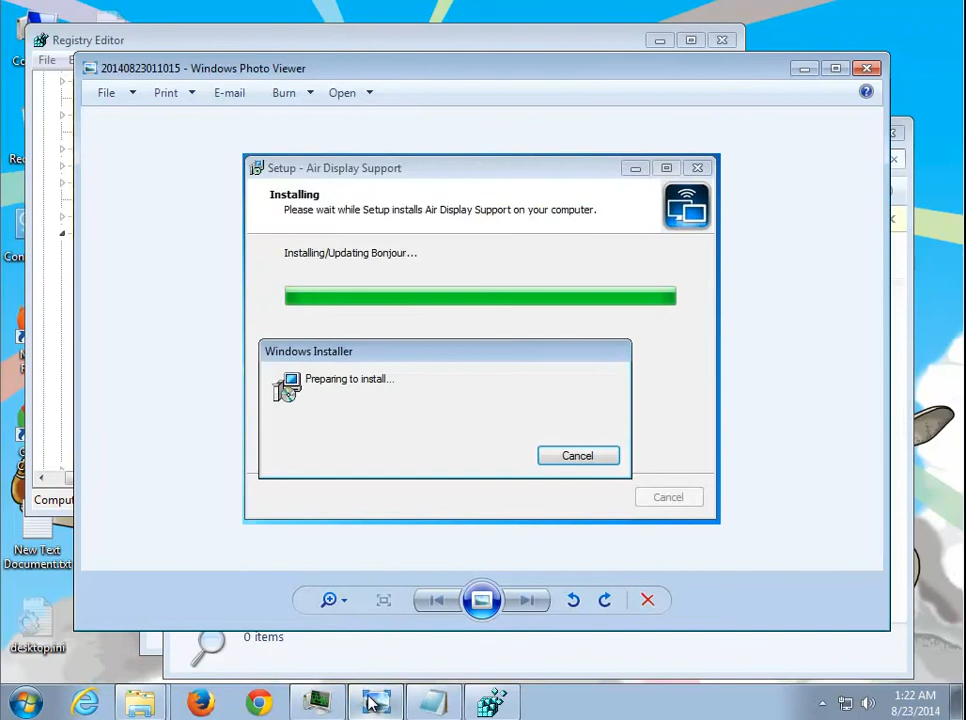 Registry Editor
File
20140823011015 - Windows Photo Viewer
File Print E-mail Burn Open
Setup - Air Display Support
Installing
Please wait while Setup installs Air Display Support on your computer.
Installing/Updating Bonjour...
Windows Installer
Preparing to install...
Cancel
Cancel
Comput
New Text
Document.txt
desktop.ini
0 items
1:22 AM
8/23/2014